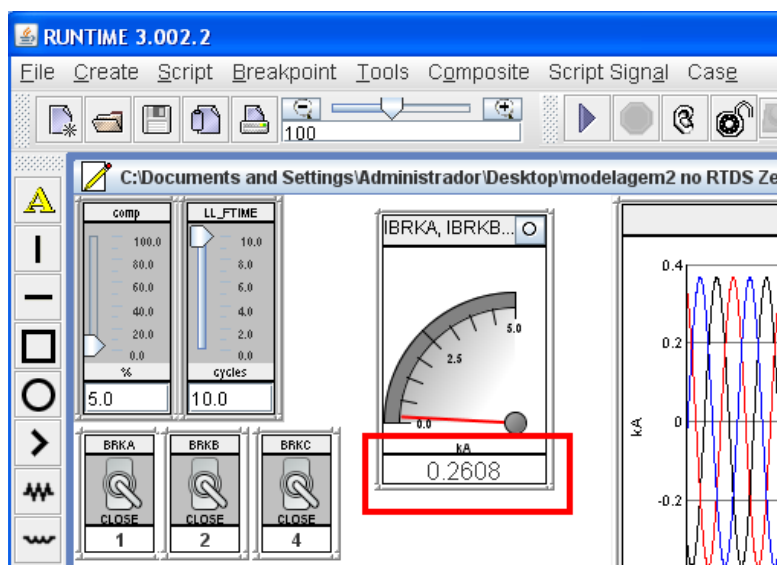 RUNTIME 3.002.2
File Create Script Breakpoint Tools Composite Script Signal Case
100
C:\Documents and Settings\Administrador\Desktop\modelagem2 no RTDS Ze
A
comp
100.0
80.0
60.0
40.0
20.0
0.0
%
5.0
LL_FTIME
10.0
8.0
6.0
4.0
2.0
0.0
cycles
10.0
IBRKA, IBRKB...
5.0
2.5
0.0
kA
0.2608
BRKA
CLOSE
1
BRKB
CLOSE
2
BRKC
CLOSE
4
0.4
0.2
0
-0.2
kA